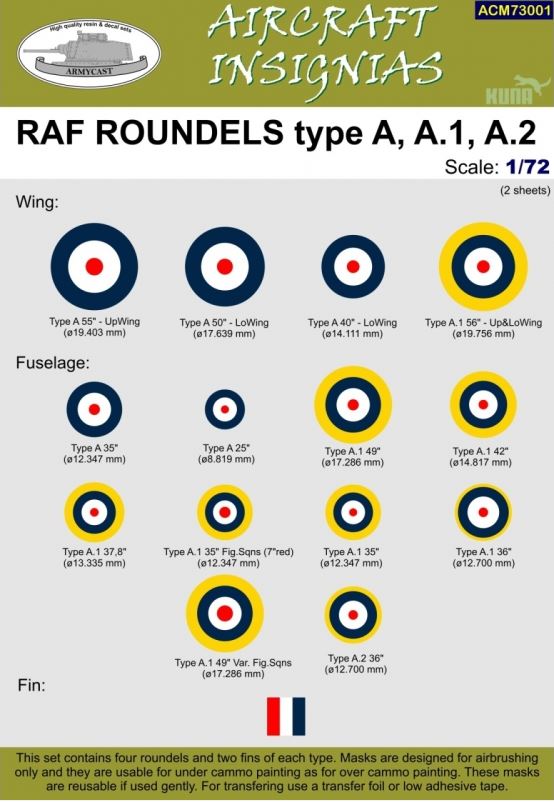 High quality resin & decal sets
ARMYCAST
AIRCRAFT
INSIGNIAS
ACM73001
KUNA
RAF ROUNDELS type A, A.1, A.2
Scale: 1/72
(2 sheets)
Wing:
Type A 55" - UpWing
(ø19.403 mm)
Type A 50" - LoWing
(ø17.639 mm)
Type A 40" - LoWing
(ø14.111 mm)
Type A.1 56" - Up&LoWing
(ø19.756 mm)
Fuselage:
Type A 35"
(ø12.347 mm)
Type A 25"
(ø8.819 mm)
Type A.1 49"
(ø17.286 mm)
Type A.1 42"
(ø14.817 mm)
Type A.1 37,8"
(ø13.335 mm)
Type A.1 35" Fig.Sqns (7"red)
(ø12.347 mm)
Type A.1 35"
(ø12.347 mm)
Type A.1 36"
(ø12.700 mm)
Type A.1 49" Var. Fig.Sqns
(ø17.286 mm)
Type A.2 36"
(ø12.700 mm)
Fin:
This set contains four roundels and two fins of each type. Masks are designed for airbrushing
only and they are usable for under cammo painting as for over cammo painting. These masks
are reusable if used gently. For transfering use a transfer foil or low adhesive tape.